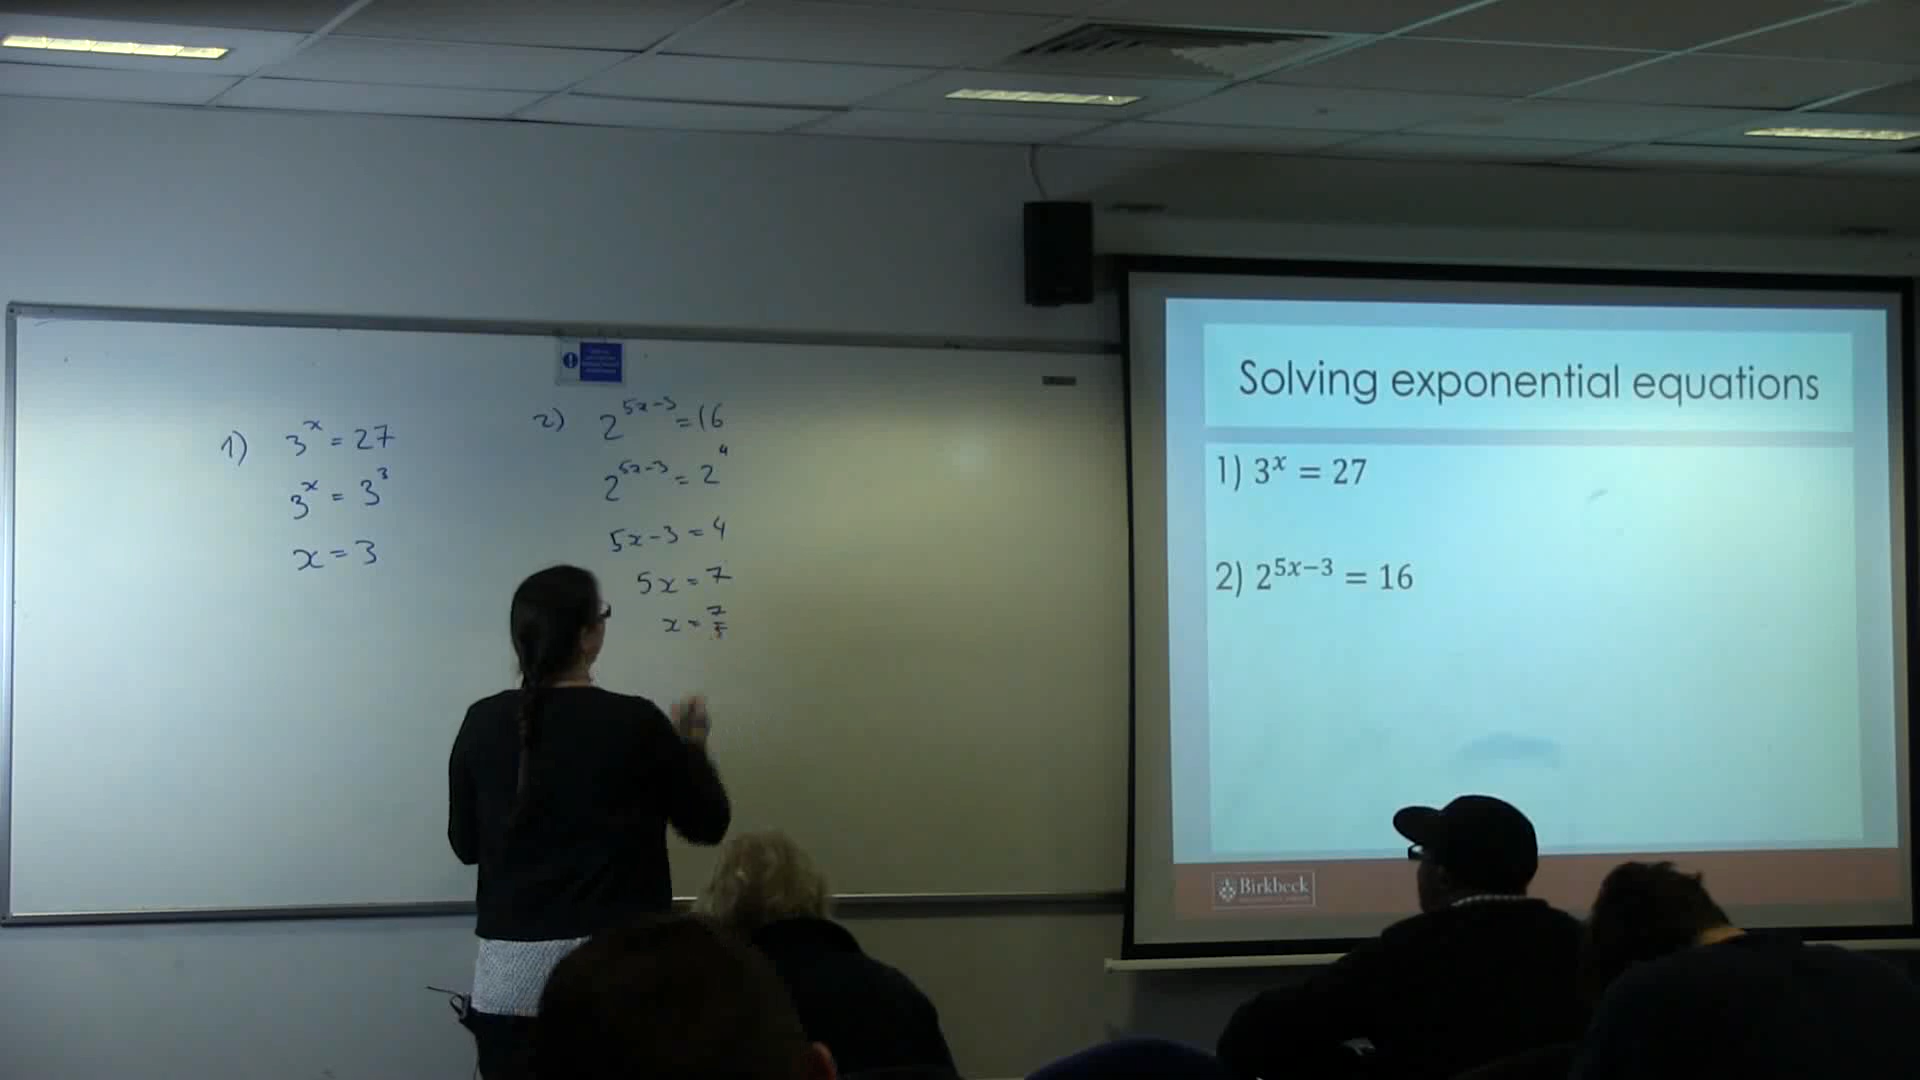 1) 3^x = 27
3^x = 3^3
x = 3
2) 2^{5x-3} = 16
2^{5x-3} = 2^4
5x-3 = 4
5x = 7
x = 7/5
Solving exponential equations
1) 3^x = 27
2) 2^{5x−3} = 16
Birkbeck